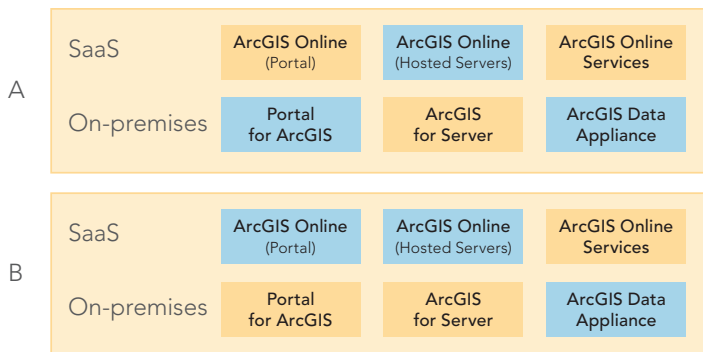 A
SaaS
ArcGIS Online
(Portal)
ArcGIS Online
(Hosted Servers)
ArcGIS Online
Services
On-premises
Portal
for ArcGIS
ArcGIS
for Server
ArcGIS Data
Appliance
B
SaaS
ArcGIS Online
(Portal)
ArcGIS Online
(Hosted Servers)
ArcGIS Online
Services
On-premises
Portal
for ArcGIS
ArcGIS
for Server
ArcGIS Data
Appliance